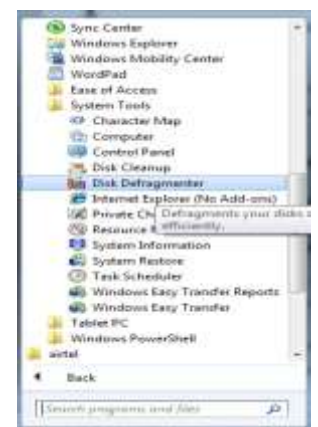 Sync Center
Windows Explorer
Windows Mobility Center
WordPad
Ease of Access
System Tools
Character Map
Computer
Control Panel
Disk Cleanup
Disk Defragmenter
Internet Explorer (No Add-ons)
Private Ch
Defragments your disks
Resource
efficiently.
System Information
System Restore
Task Scheduler
Windows Easy Transfer Reports
Windows Easy Transfer
Tablet PC
Windows PowerShell
airtel
Back
Search programs and files